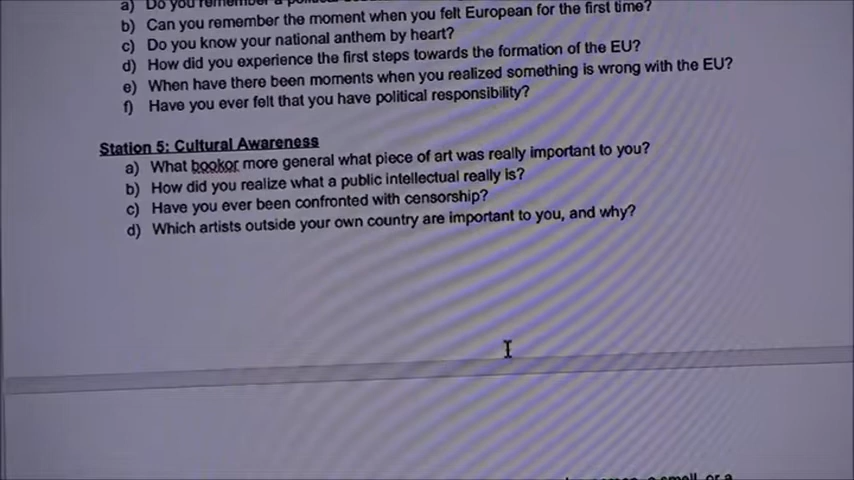 a) Do you remember a
b) Can you remember the moment when you felt European for the first time?
c) Do you know your national anthem by heart?
d) How did you experience the first steps towards the formation of the EU?
e) When have there been moments when you realized something is wrong with the EU?
f) Have you ever felt that you have political responsibility?
Station 5: Cultural Awareness
a) What bookor more general what piece of art was really important to you?
b) How did you realize what a public intellectual really is?
c) Have you ever been confronted with censorship?
d) Which artists outside your own country are important to you, and why?
a smell, or a